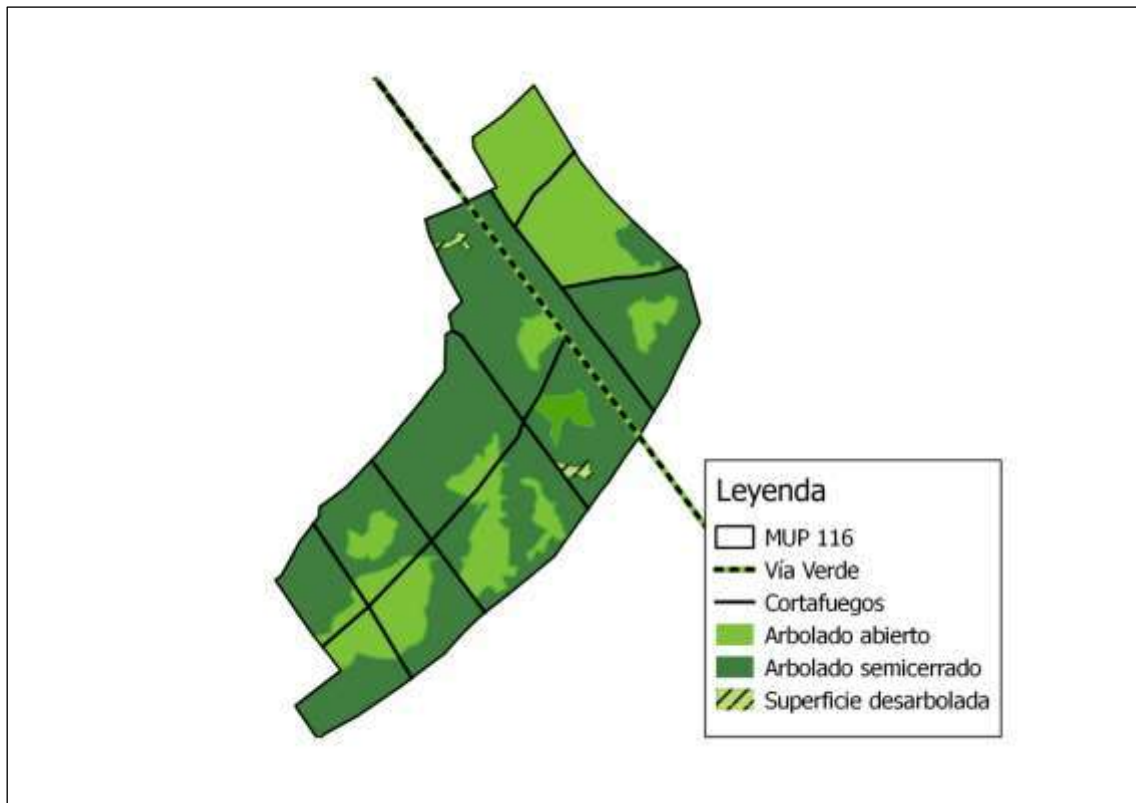 Leyenda
MUP 116
Vía Verde
Cortafuegos
Arbolado abierto
Arbolado semicerrado
Superficie desarbolada